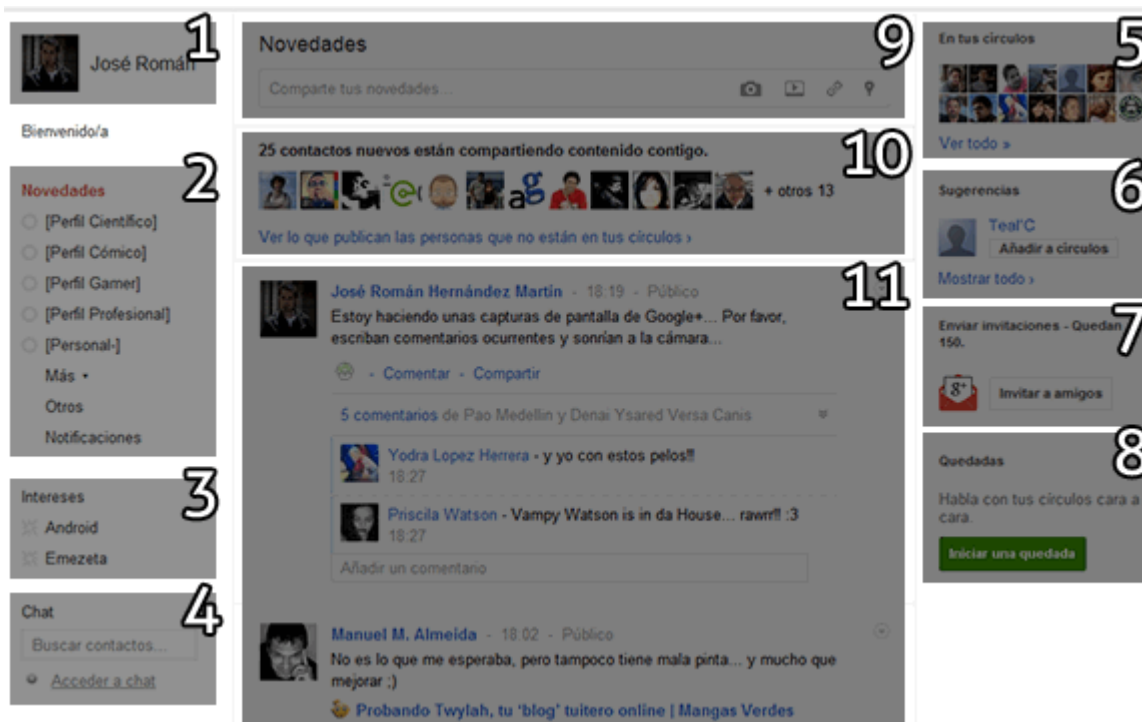 1
José Román
Bienvenido/a
2
Novedades
[Perfil Científico]
[Perfil Cómico]
[Perfil Gamer]
[Perfil Profesional]
[Personal-]
Más
Otros
Notificaciones
3
Intereses
Android
Emezeta
4
Chat
Buscar contactos...
Acceder a chat
9
Novedades
Comparte tus novedades...
10
25 contactos nuevos están compartiendo contenido contigo.
+ otros 13
Ver lo que publican las personas que no están en tus círculos ›
11
José Román Hernández Martín - 18:19 - Público
Estoy haciendo unas capturas de pantalla de Google+... Por favor,
escriban comentarios ocurrentes y sonrían a la cámara...
- Comentar - Compartir
5 comentarios de Pao Medellin y Denai Ysared Versa Canis
Yodra Lopez Herrera - y yo con estos pelos!!!
18:27
Priscila Watson - Vampy Watson is in da House... rawrr!!! :3
18:27
Añadir un comentario
Manuel M. Almeida - 18:02 - Público
No es lo que me esperaba, pero tampoco tiene mala pinta... y mucho que
mejorar ;)
Probando Twylah, tu 'blog' tuitero online | Mangas Verdes
5
En tus círculos
Ver todo »
6
Sugerencias
Teal'C
Añadir a círculos
Mostrar todo ›
7
Enviar invitaciones - Quedan
150.
g+
Invitar a amigos
8
Quedadas
Habla con tus círculos cara a
cara.
Iniciar una quedada